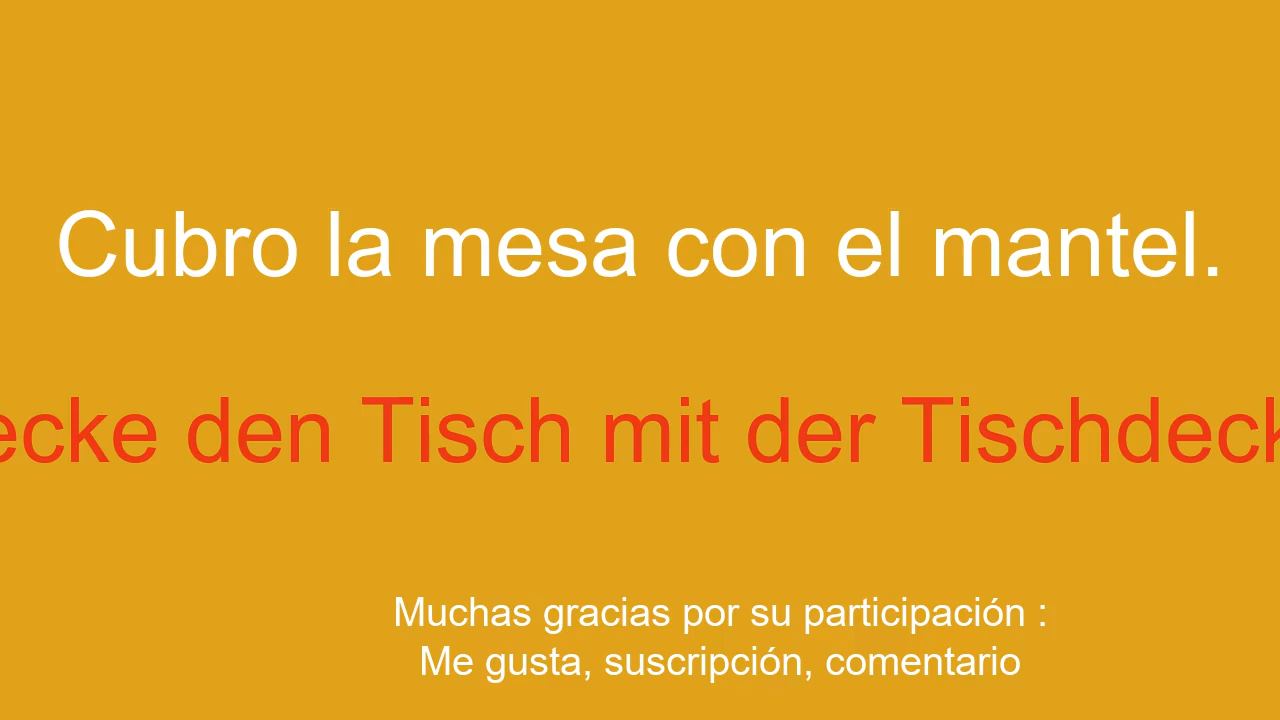 Cubro la mesa con el mantel.
ecke den Tisch mit der Tischdeck
Muchas gracias por su participación :
Me gusta, suscripción, comentario